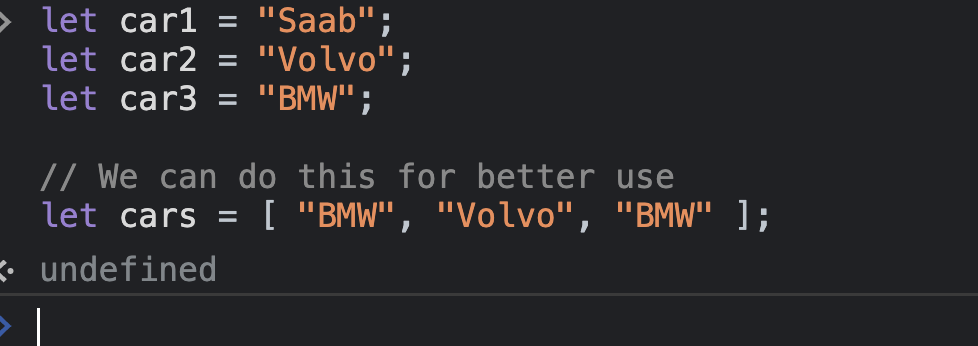 let car1 = "Saab";
let car2 = "Volvo";
let car3 = "BMW";
// We can do this for better use
let cars = [ "BMW", "Volvo", "BMW" ];
undefined